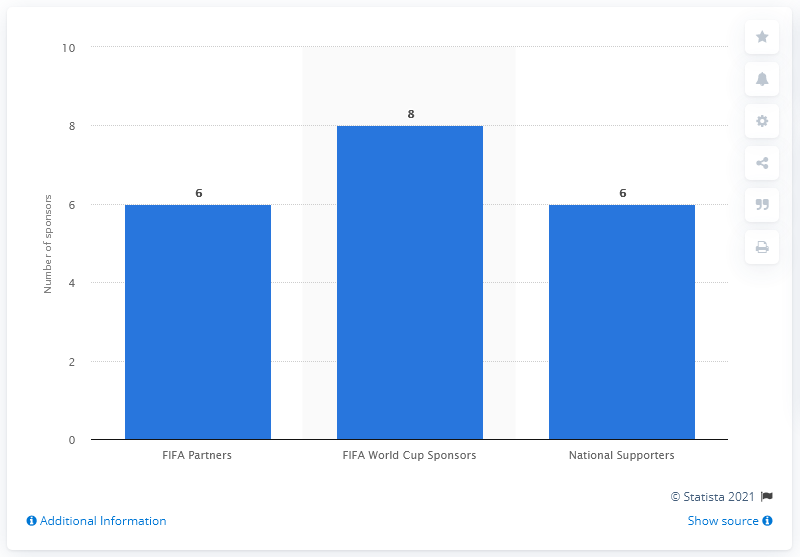 10
8
6
4
2
0
Number of sponsors
6
8
6
FIFA Partners
FIFA World Cup Sponsors
National Supporters
© Statista 2021
Additional Information
Show source